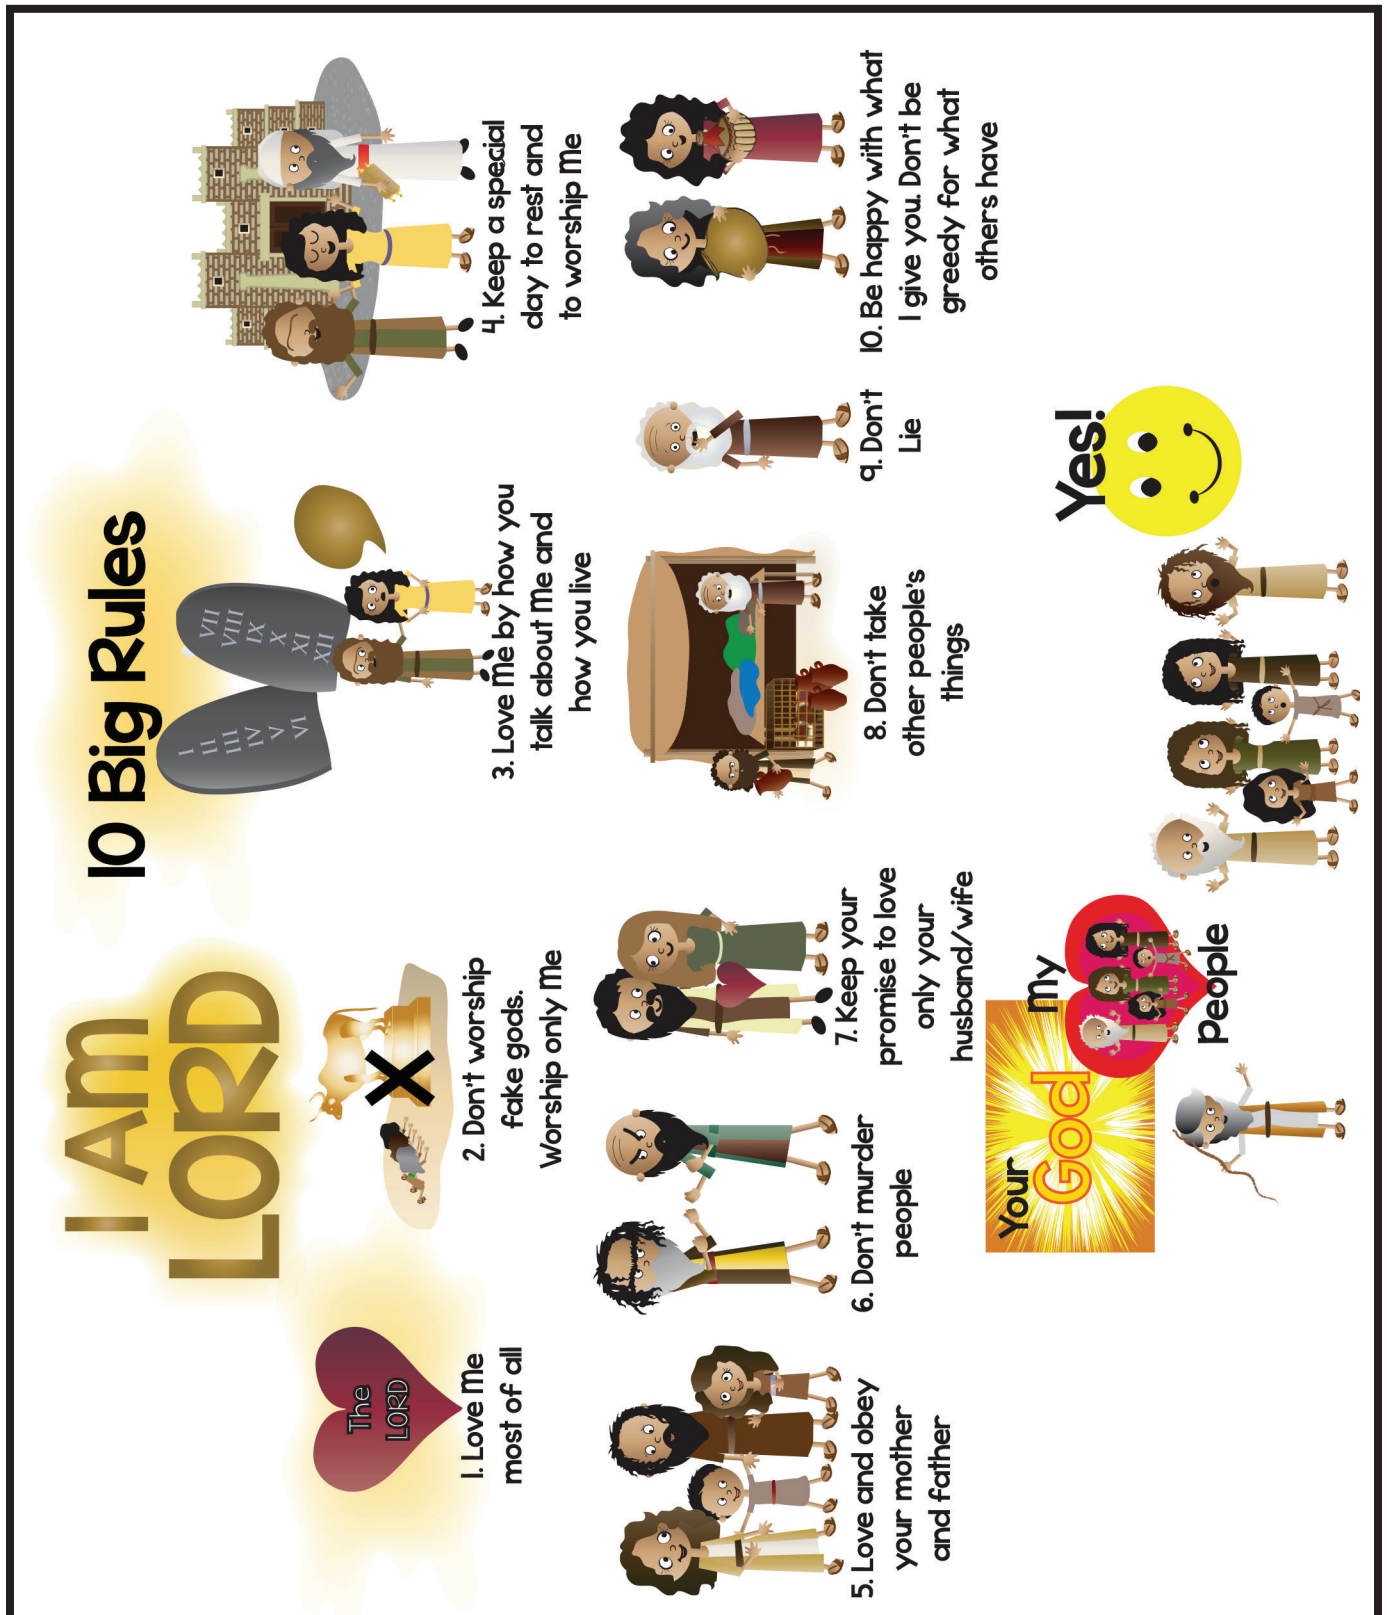 I Am
LORD
10 Big Rules
The
LORD
1. Love Me
most of all
2. Don't worship
fake gods.
Worship only Me
I
II
III
IV
V
VI
VII
VIII
IX
X
XI
XII
3. Love Me by how you
talk about Me and
how you live
4. Keep a special
day to rest and
to worship Me
5. Love and obey
your mother
and father
6. Don't murder
people
7. Keep your
promise to love
only your
husband/wife
8. Don't take
other people's
things
9. Don't
Lie
10. Be happy with what
I give you. Don't be
greedy for what
others have
Your
God
My
people
Yes!